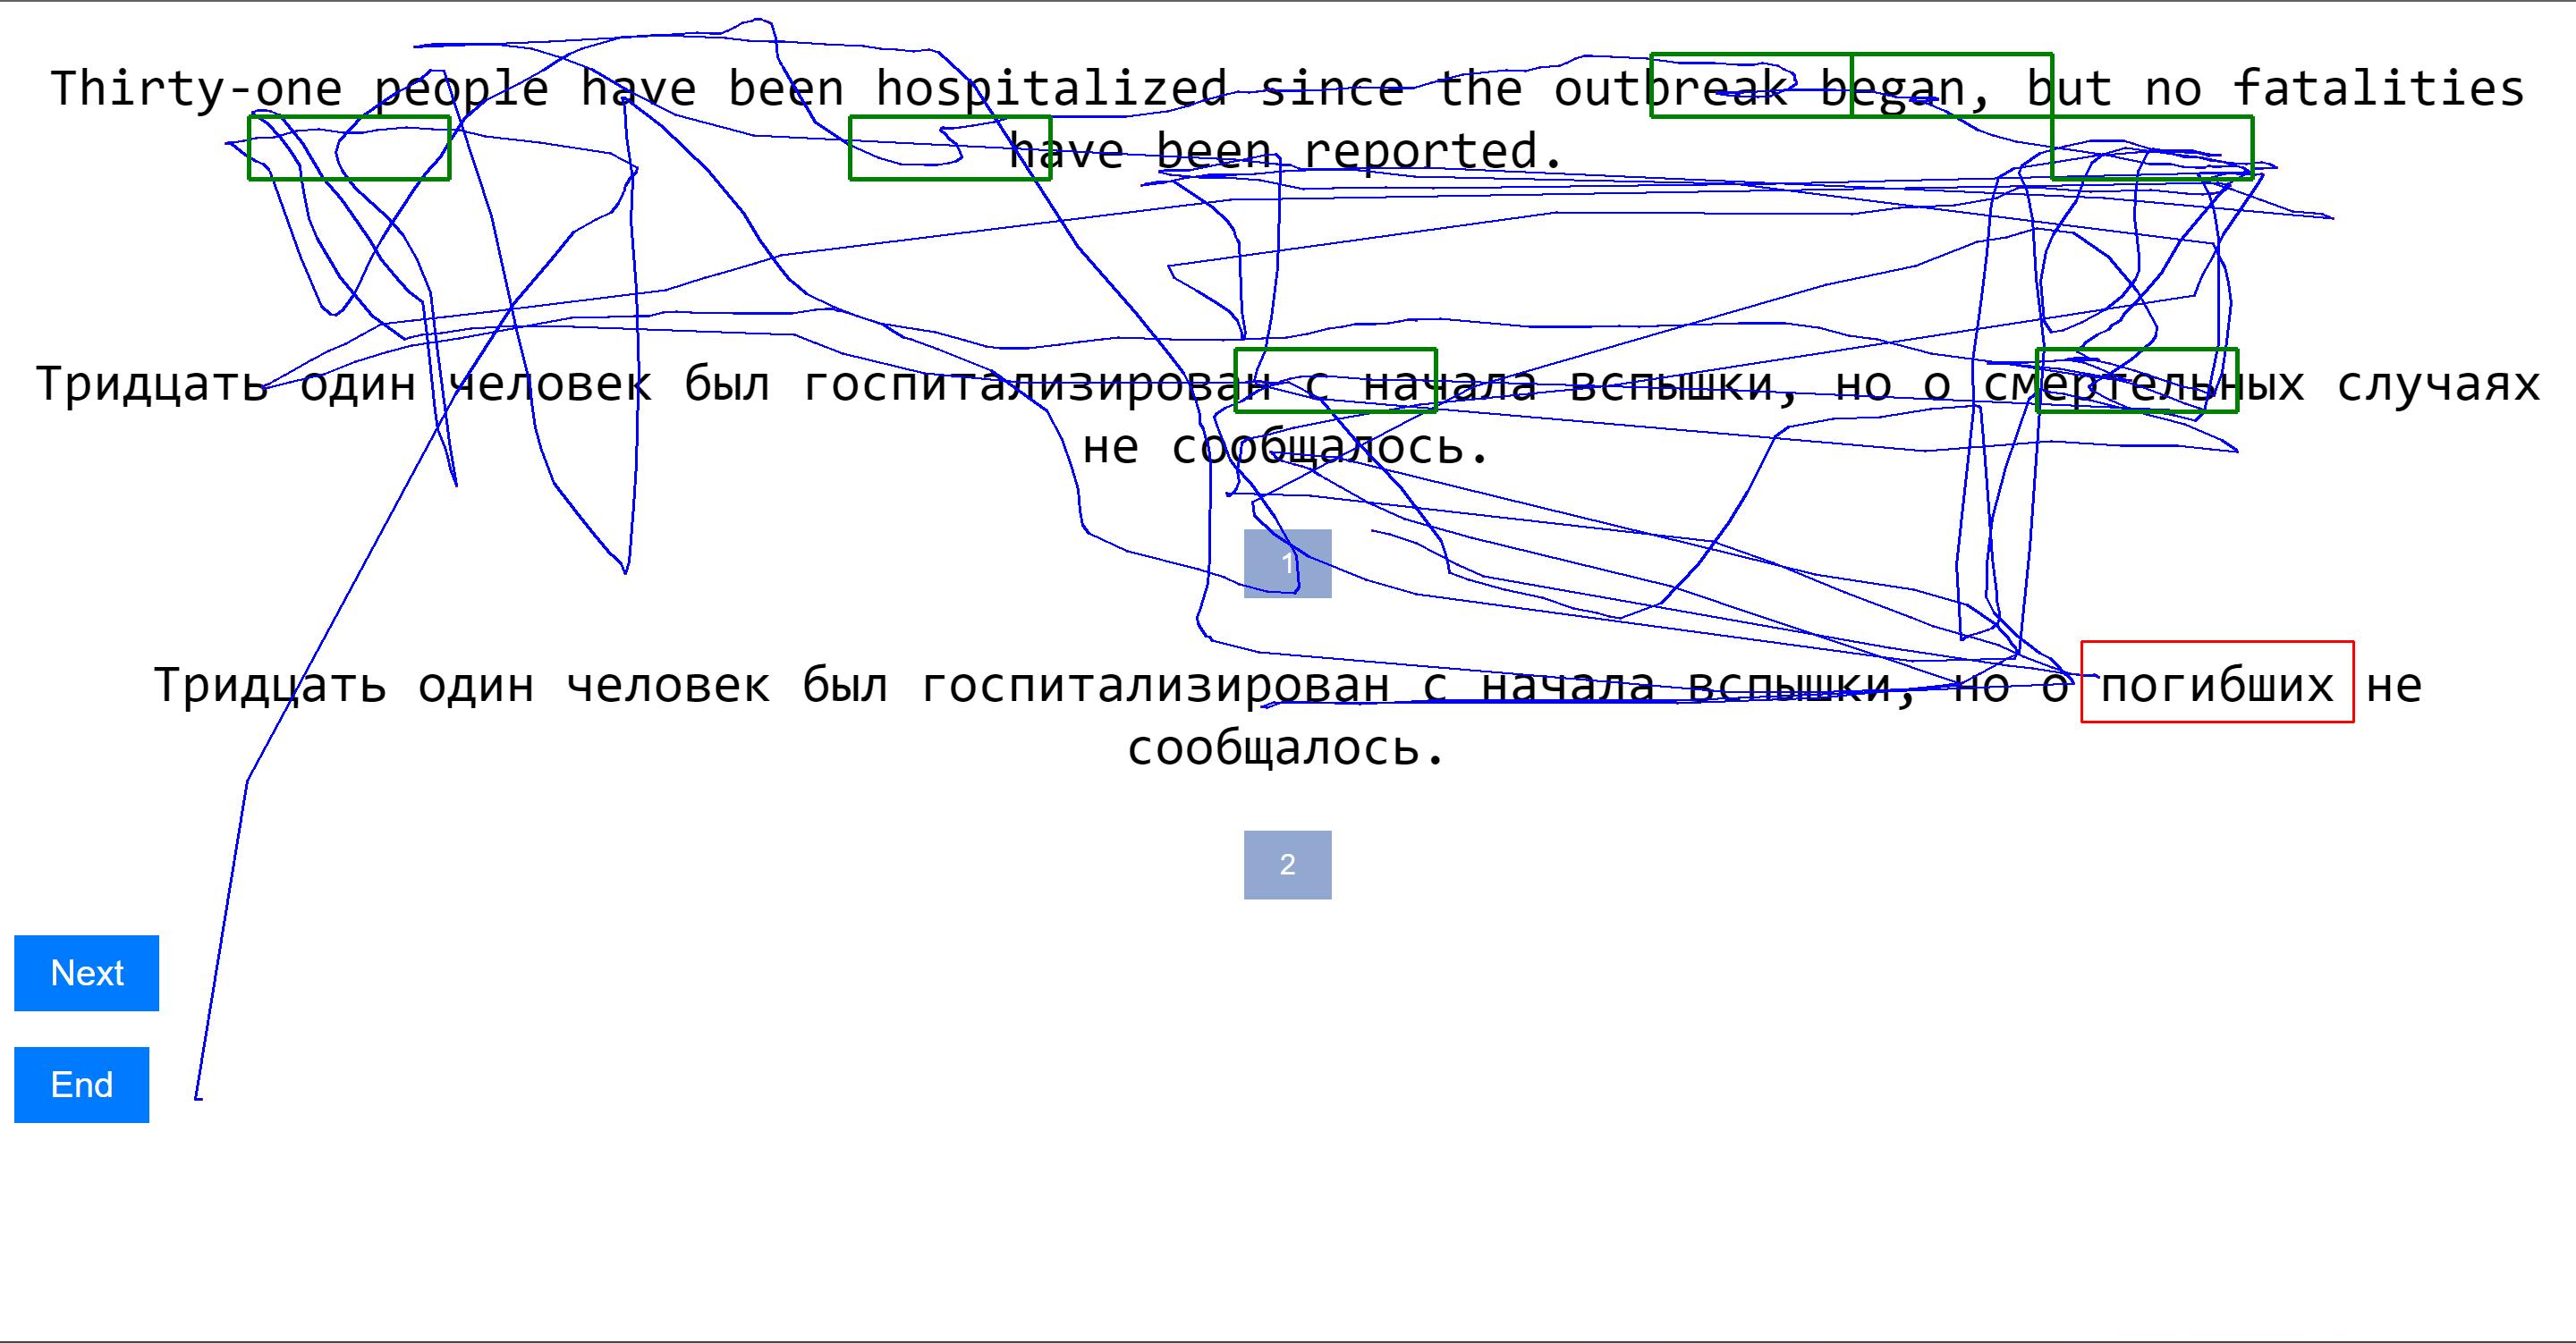 Thirty-one people have been hospitalized since the outbreak began, but no fatalities
have been reported.
Тридцать один человек был госпитализирован с начала вспышки, но о смертельных случаях
не сообщалось.
1
Тридцать один человек был госпитализирован с начала вспышки, но о погибших не
сообщалось.
2
Next
End